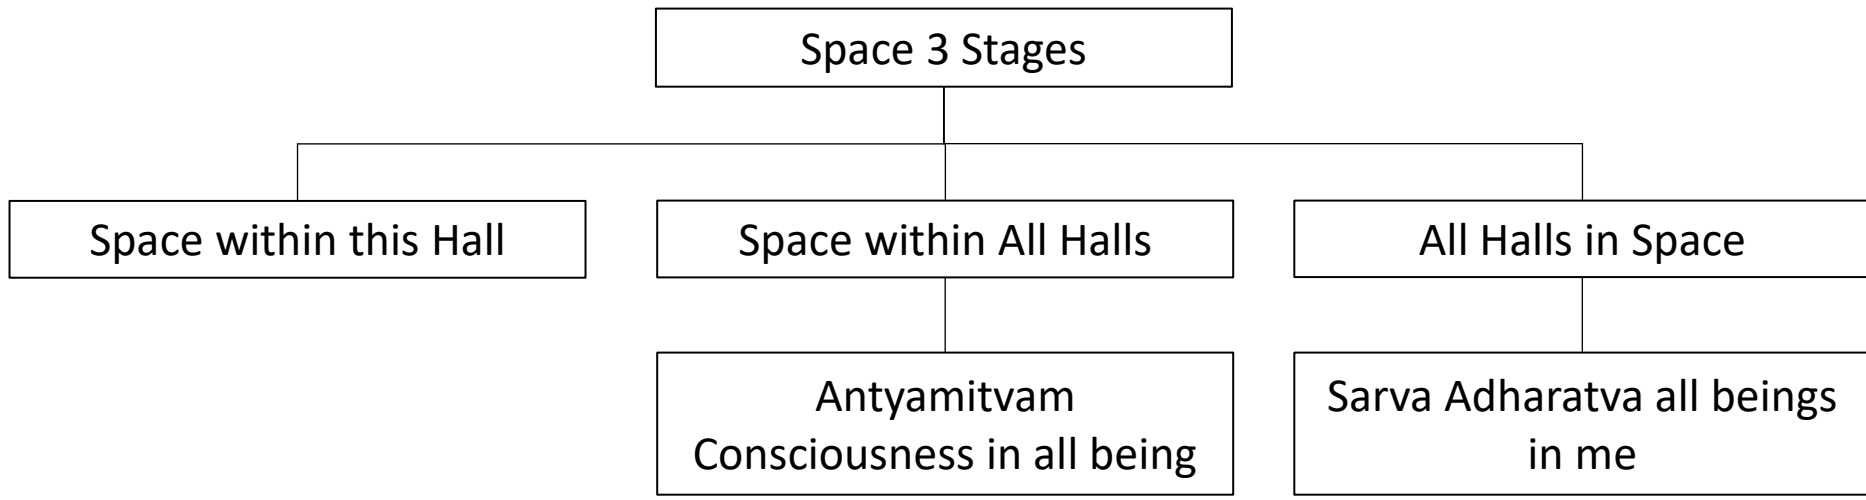 Space 3 Stages
Space within this Hall
Space within All Halls
All Halls in Space
Antyamitvam
Consciousness in all being
Sarva Adharatva all beings
in me